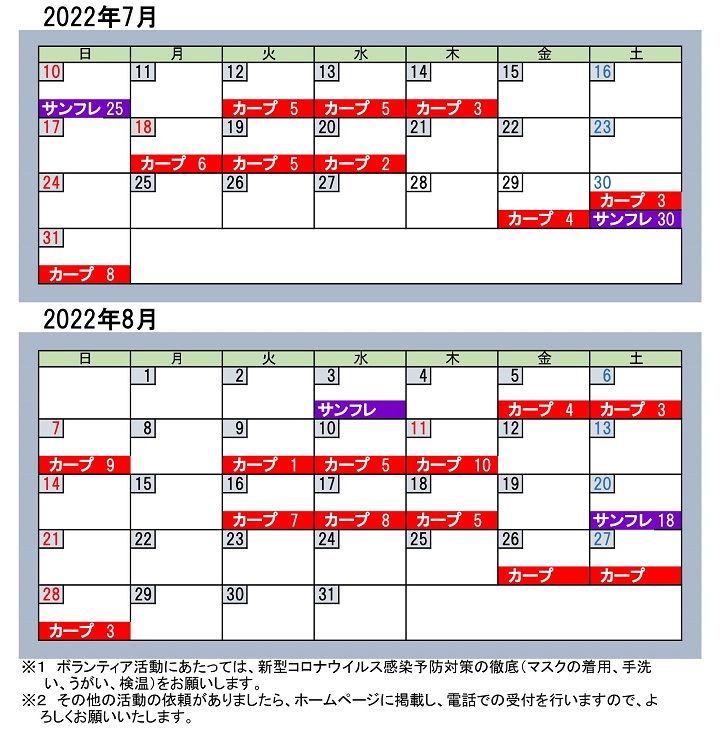 2022年7月
日 月 火 水 木 金 土
10 11 12 13 14 15 16
サンフレ 25 カープ 5 カープ 5 カープ 3
17 18 19 20 21 22 23
カープ 6 カープ 5 カープ 2
24 25 26 27 28 29 30
カープ 3
カープ 4 サンフレ 30
31
カープ 8
2022年8月
日 月 火 水 木 金 土
1 2 3 4 5 6
サンフレ カープ 4 カープ 3
7 8 9 10 11 12 13
カープ 9 カープ 1 カープ 5 カープ 10
14 15 16 17 18 19 20
カープ 7 カープ 8 カープ 5 サンフレ 18
21 22 23 24 25 26 27
カープ カープ
28 29 30 31
カープ 3
※1 ボランティア活動にあたっては、新型コロナウイルス感染予防対策の徹底(マスクの着用、手洗
い、うがい、検温)をお願いします。
※2 その他の活動の依頼がありましたら、ホームページに掲載し、電話での受付を行いますので、よ
ろしくお願いいたします。